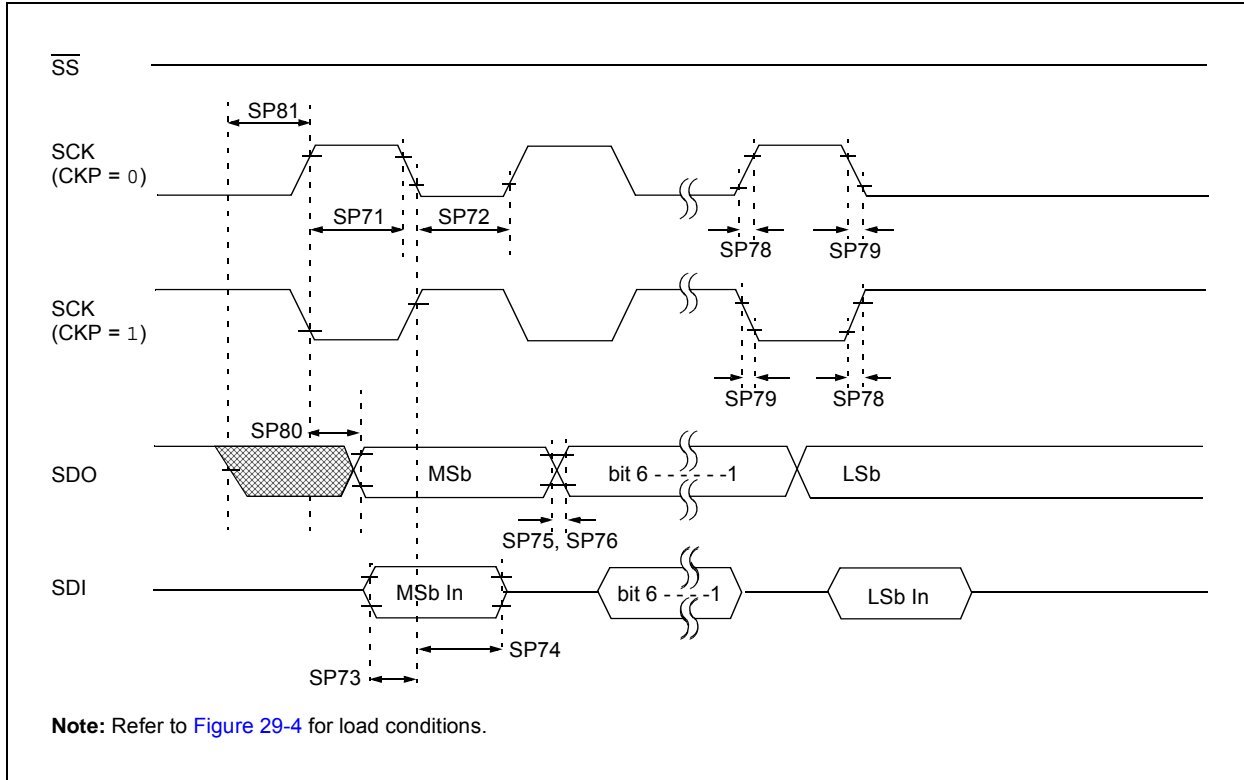 SS
SP81
SCK
(CKP = 0)
SP71
SP72
SP78
SP79
SCK
(CKP = 1)
SP79
SP78
SP80
SDO
MSb
bit 6 - - - - - -1
LSb
SP75, SP76
SDI
MSb In
bit 6 - - - - -1
LSb In
SP74
SP73
Note: Refer to Figure 29-4 for load conditions.